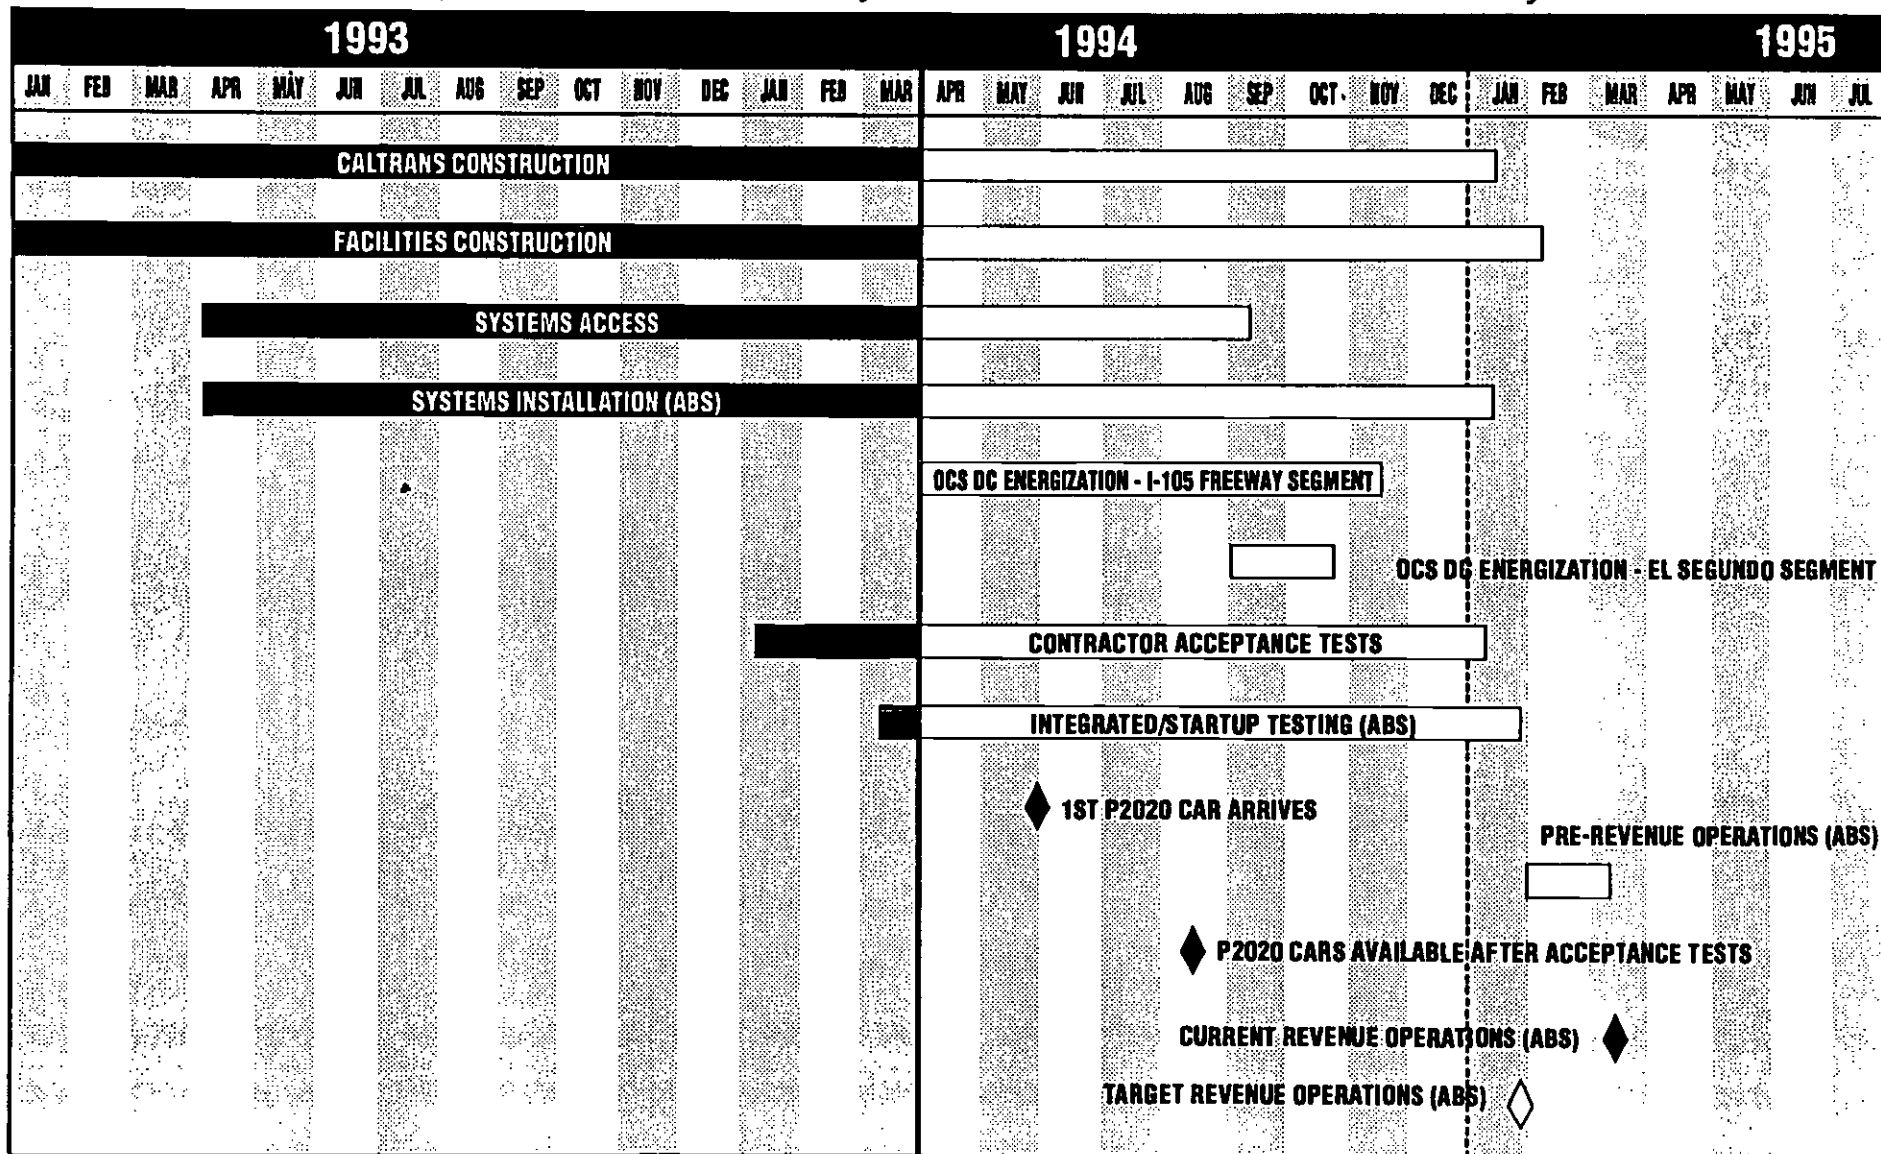 1993 1994 1995
JAN FEB MAR APR MAY JUN JUL AUG SEP OCT NOV DEC JAN FEB MAR APR MAY JUN JUL AUG SEP OCT NOV DEC JAN FEB MAR APR MAY JUN JUL
CALTRANS CONSTRUCTION
FACILITIES CONSTRUCTION
SYSTEMS ACCESS
SYSTEMS INSTALLATION (ABS)
OCS DC ENERGIZATION - I-105 FREEWAY SEGMENT
OCS DC ENERGIZATION - EL SEGUNDO SEGMENT
CONTRACTOR ACCEPTANCE TESTS
INTEGRATED/STARTUP TESTING (ABS)
1ST P2020 CAR ARRIVES
PRE-REVENUE OPERATIONS (ABS)
P2020 CARS AVAILABLE AFTER ACCEPTANCE TESTS
CURRENT REVENUE OPERATIONS (ABS)
TARGET REVENUE OPERATIONS (ABS)